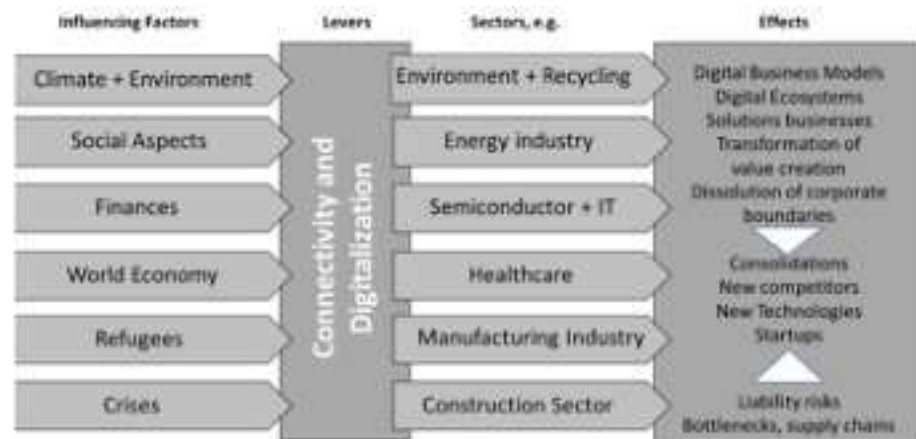 Influencing Factors
Levers
Sectors, e.g.
Effects
Climate + Environment
Social Aspects
Finances
World Economy
Refugees
Crises
Connectivity and
Digitalization
Environment + Recycling
Energy industry
Semiconductor + IT
Healthcare
Manufacturing Industry
Construction Sector
Digital Business Models
Digital Ecosystems
Solutions businesses
Transformation of
value creation
Dissolution of corporate
boundaries
Consolidations
New competitors
New Technologies
Startups
Liability risks
Bottlenecks, supply chains